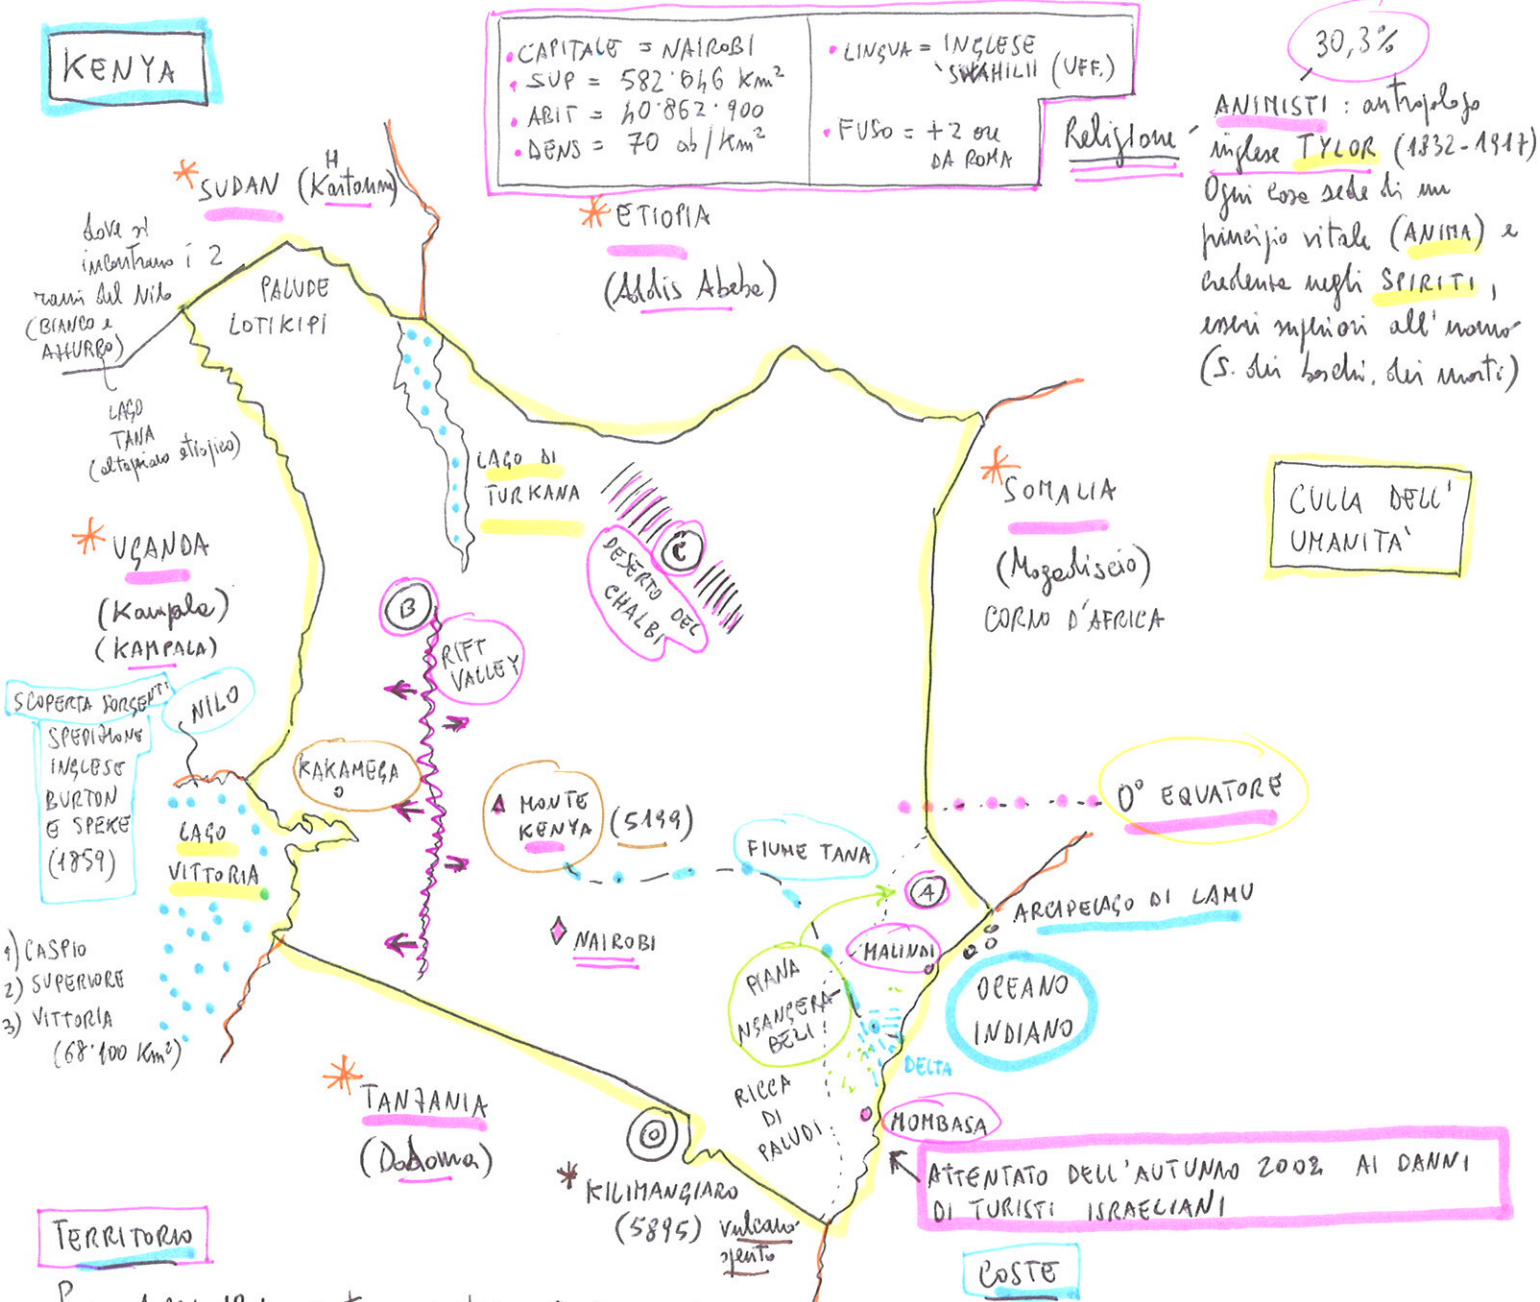 KENYA
• CAPITALE = NAIROBI
• SUP = 582˙646 Km²
• ABIT = 40˙862˙900
• DENS = 70 ab/Km²
• LINGUA = INGLESE
SWAHILII (UFF.)
• FUSO = +2 ore
DA ROMA
Religione
30,3%
ANIMISTI : antropologo
inglese TYLOR (1832-1917)
Ogni cosa sede di un
principio vitale (ANIMA) e
credenza negli SPIRITI,
esseri superiori all'uomo
(S. dei boschi, dei morti)
* SUDAN (Kartoum)
H
dove si
incontrano i 2
rami del Nilo
(BIANCO e
AZZURRO)
LAGO
TANA
(altopiano etiopico)
PALUDE
LOTIKIPI
* ETIOPIA
(Addis Abeba)
LAGO DI
TURKANA
C
DESERTO DEL
CHALBI
* SOMALIA
(Mogadiscio)
CORNO D'AFRICA
CULLA DELL'
UMANITA'
* UGANDA
(Kampala)
(KAMPALA)
B
RIFT
VALLEY
SCOPERTA SORGENTI
NILO
SPEDIZIONE
INGLESE
BURTON
E SPEKE
(1859)
KAKAMEGA
LAGO
VITTORIA
MONTE
KENYA (5199)
FIUME TANA
0° EQUATORE
A
ARCIPELAGO DI LAMU
MALINDI
NAIROBI
1) CASPIO
2) SUPERIORE
3) VITTORIA
(68˙100 Km²)
PIANA
RICCA
DI
PALUDI
OCEANO
INDIANO
DELTA
* TANZANIA
(Dodoma)
MOMBASA
ATTENTATO DELL'AUTUNNO 2002 AI DANNI
DI TURISTI ISRAELIANI
* KILIMANGIARO
(5895) vulcano
spento
TERRITORIO
COSTE